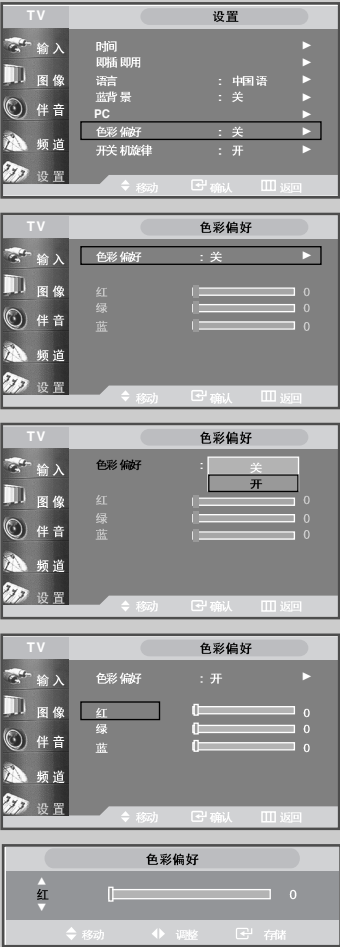 TV 设置
输入
图像
伴音
频道
设置
时间 ▶
即插即用 ▶
语言 : 中国语 ▶
蓝背景 : 关 ▶
PC ▶
色彩偏好 : 关 ▶
开关机旋律 : 开 ▶
移动 确认 返回
TV 色彩偏好
输入
图像
伴音
频道
设置
色彩偏好 : 关 ▶
红 0
绿 0
蓝 0
移动 确认 返回
TV 色彩偏好
输入
图像
伴音
频道
设置
色彩偏好 : 关
开
红 0
绿 0
蓝 0
移动 确认 返回
TV 色彩偏好
输入
图像
伴音
频道
设置
色彩偏好 : 开 ▶
红 0
绿 0
蓝 0
移动 确认 返回
色彩偏好
红 0
移动 调整 存储